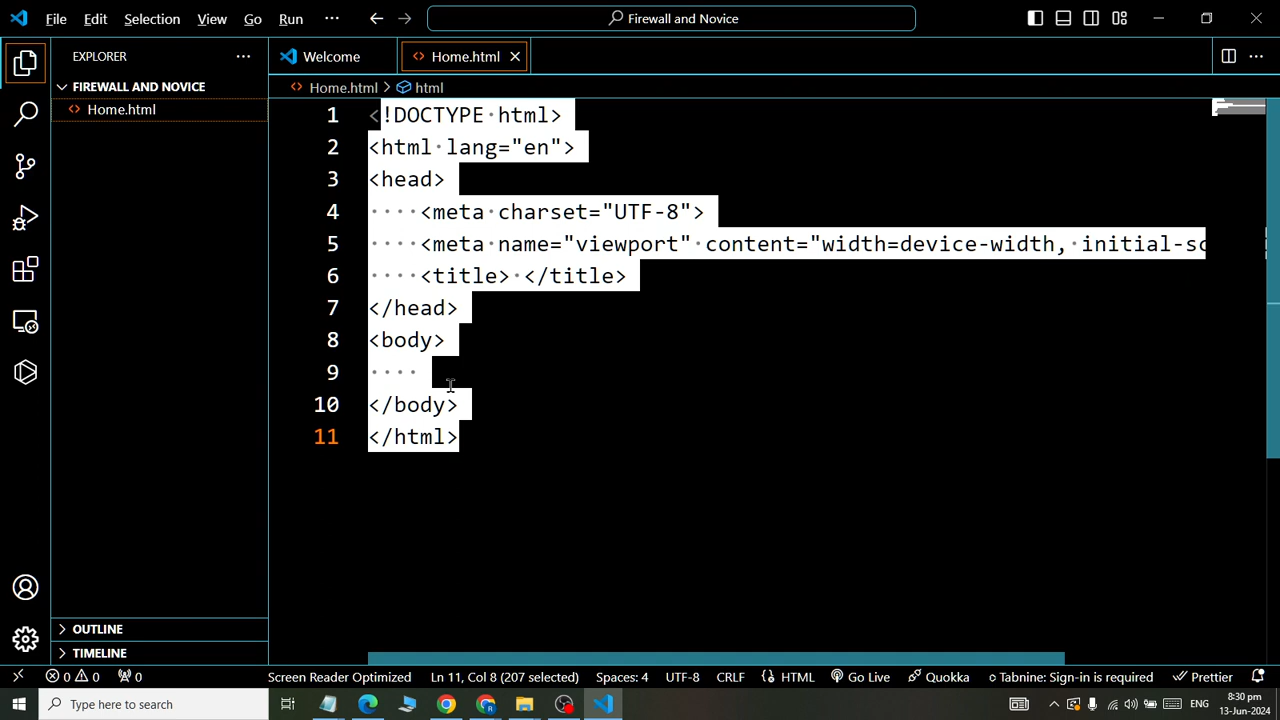 File Edit Selection View Go Run ··· Firewall and Novice
EXPLORER ···
Welcome
Home.html
FIREWALL AND NOVICE
Home.html
Home.html > html
1 <!DOCTYPE html>
2 <html lang="en">
3 <head>
4 <meta charset="UTF-8">
5 <meta name="viewport" content="width=device-width, initial-sc
6 <title> </title>
7 </head>
8 <body>
9
10 </body>
11 </html>
OUTLINE
TIMELINE
0 0 0 Screen Reader Optimized Ln 11, Col 8 (207 selected) Spaces: 4 UTF-8 CRLF HTML Go Live Quokka Tabnine: Sign-in is required Prettier
Type here to search ENG 8:30 pm
13-Jun-2024